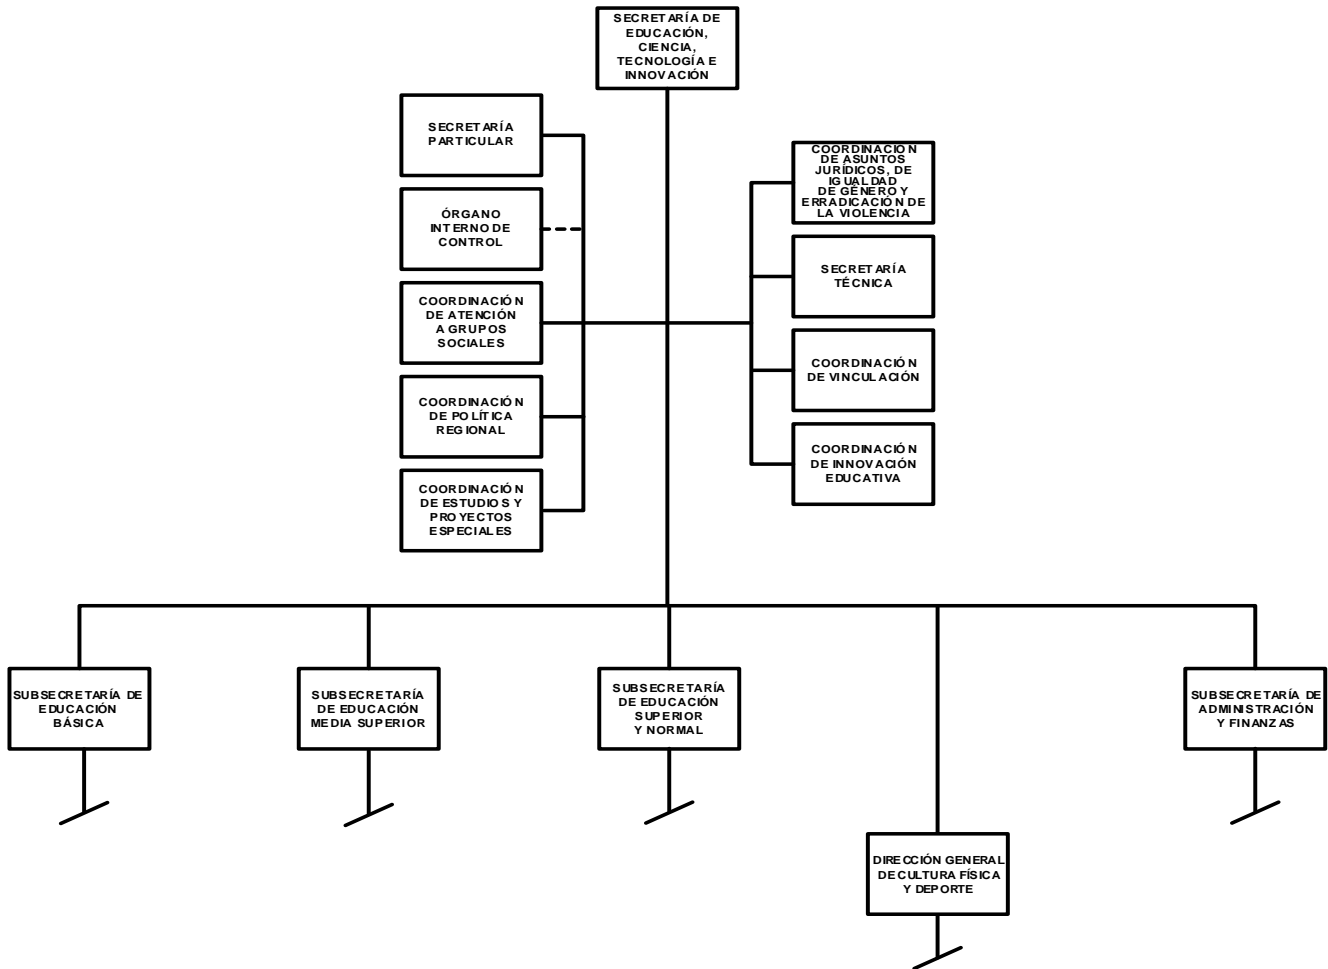 SECRETARÍA DE
EDUCACIÓN,
CIENCIA,
TECNOLOGÍA E
INNOVACIÓN
SECRETARÍA
PARTICULAR
ÓRGANO
INTERNO DE
CONTROL
COORDINACIÓN
DE ATENCIÓN
A GRUPOS
SOCIALES
COORDINACIÓN
DE POLÍTICA
REGIONAL
COORDINACIÓN
DE ESTUDIOS Y
PROYECTOS
ESPECIALES
COORDINACIÓN
DE ASUNTOS
JURÍDICOS, DE
IGUALDAD
DE GÉNERO Y
ERRADICACIÓN DE
LA VIOLENCIA
SECRETARÍA
TÉCNICA
COORDINACIÓN
DE VINCULACIÓN
COORDINACIÓN
DE INNOVACIÓN
EDUCATIVA
SUBSECRETARÍA DE
EDUCACIÓN
BÁSICA
SUBSECRETARÍA
DE EDUCACIÓN
MEDIA SUPERIOR
SUBSECRETARÍA
DE EDUCACIÓN
SUPERIOR
Y NORMAL
SUBSECRETARÍA DE
ADMINISTRACIÓN
Y FINANZAS
DIRECCIÓN GENERAL
DE CULTURA FÍSICA
Y DEPORTE